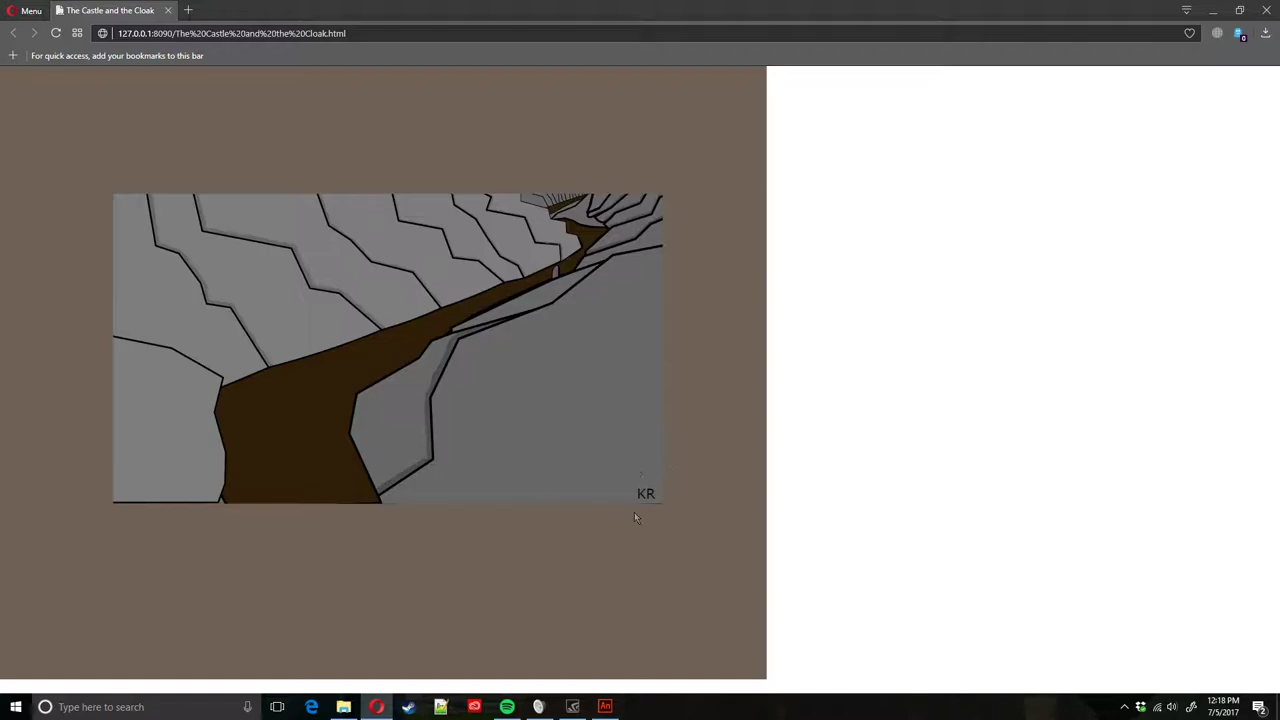 Menu
The Castle and the Cloak
127.0.0.1:8090/The%20Castle%20and%20the%20Cloak.html
For quick access, add your bookmarks to this bar
KR
Type here to search
An
12:18 PM
7/5/2017